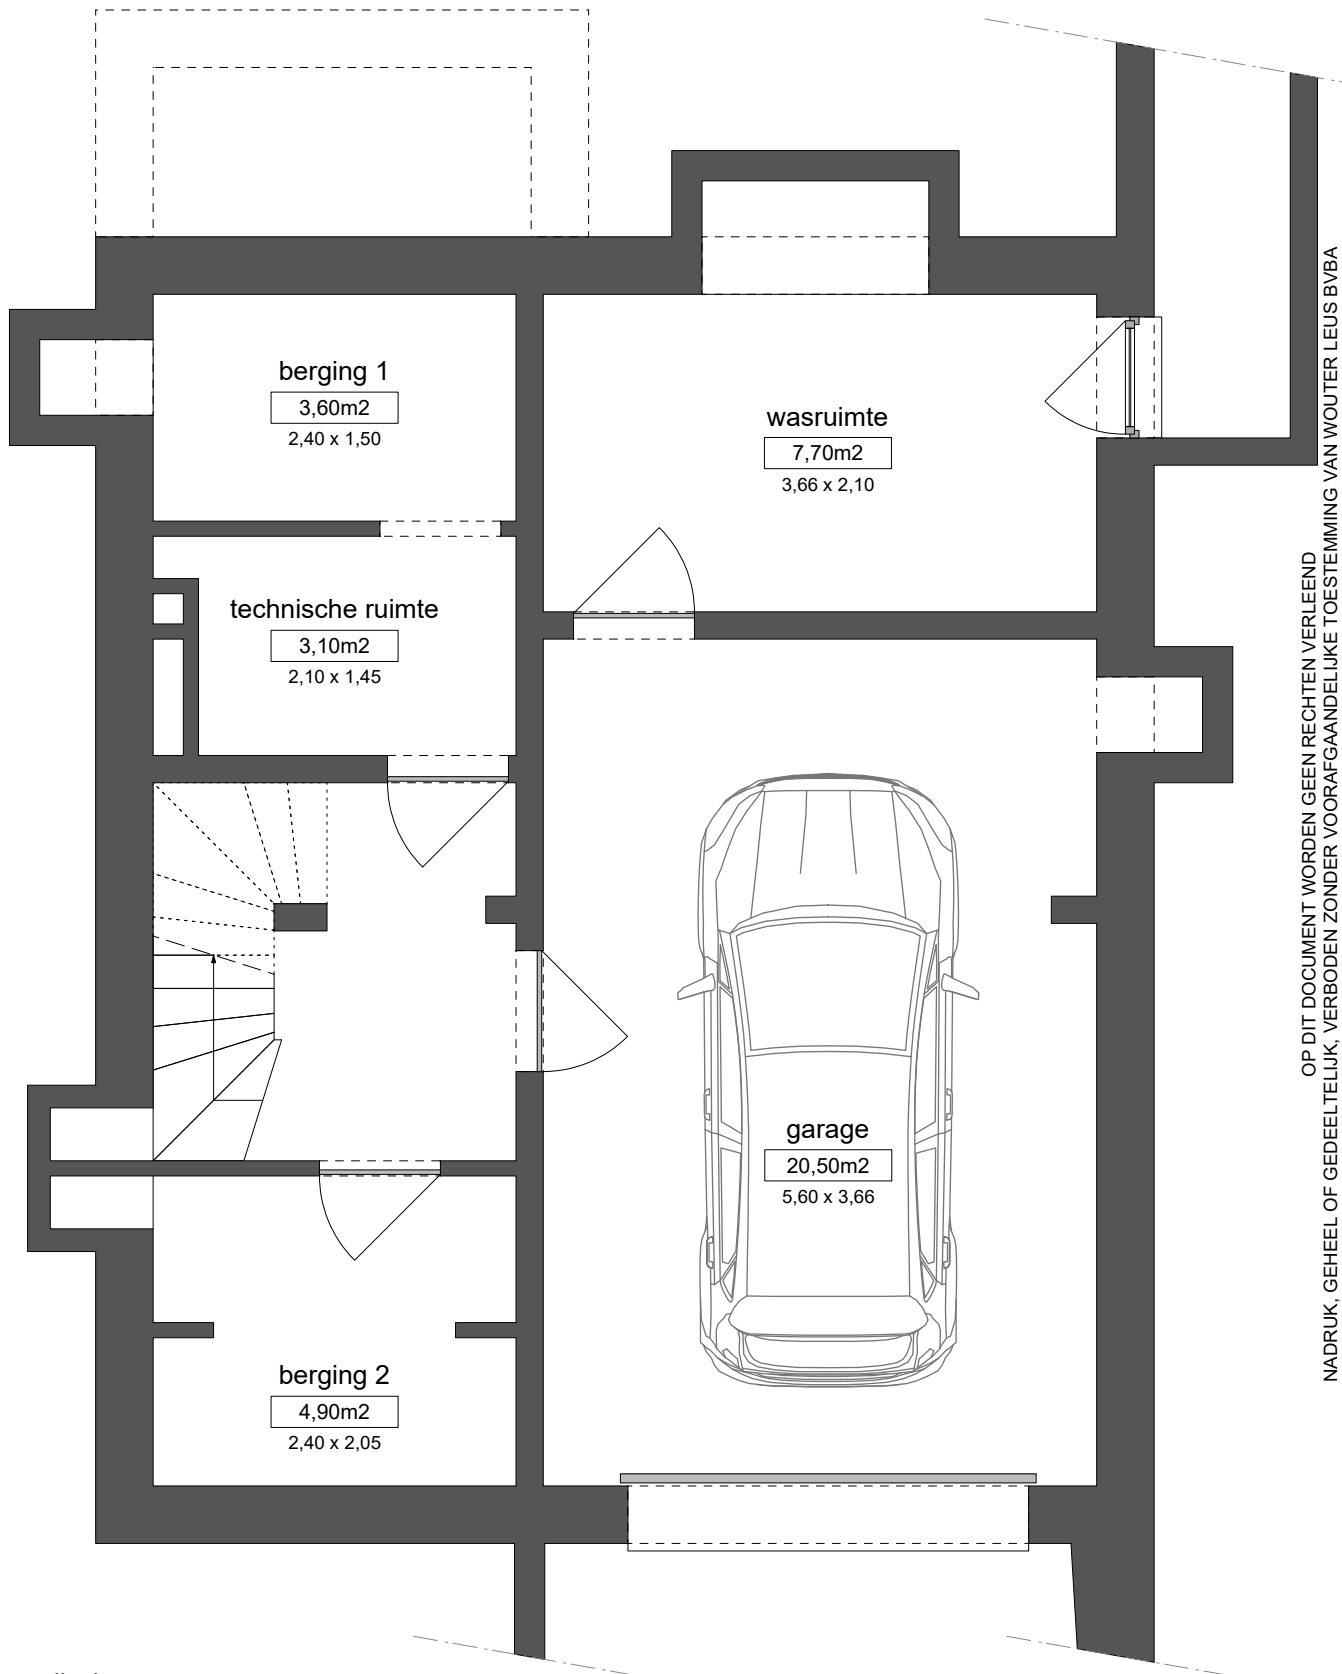 berging 1
3,60m2
2,40 x 1,50
wasruimte
7,70m2
3,66 x 2,10
technische ruimte
3,10m2
2,10 x 1,45
garage
20,50m2
5,60 x 3,66
berging 2
4,90m2
2,40 x 2,05
OP DIT DOCUMENT WORDEN GEEN RECHTEN VERLEEND
NADRUK, GEHEEL OF GEDEELTELIJK, VERBODEN ZONDER VOORAFGAANDELIJKE TOESTEMMING VAN WOUTER LEUS BVBA